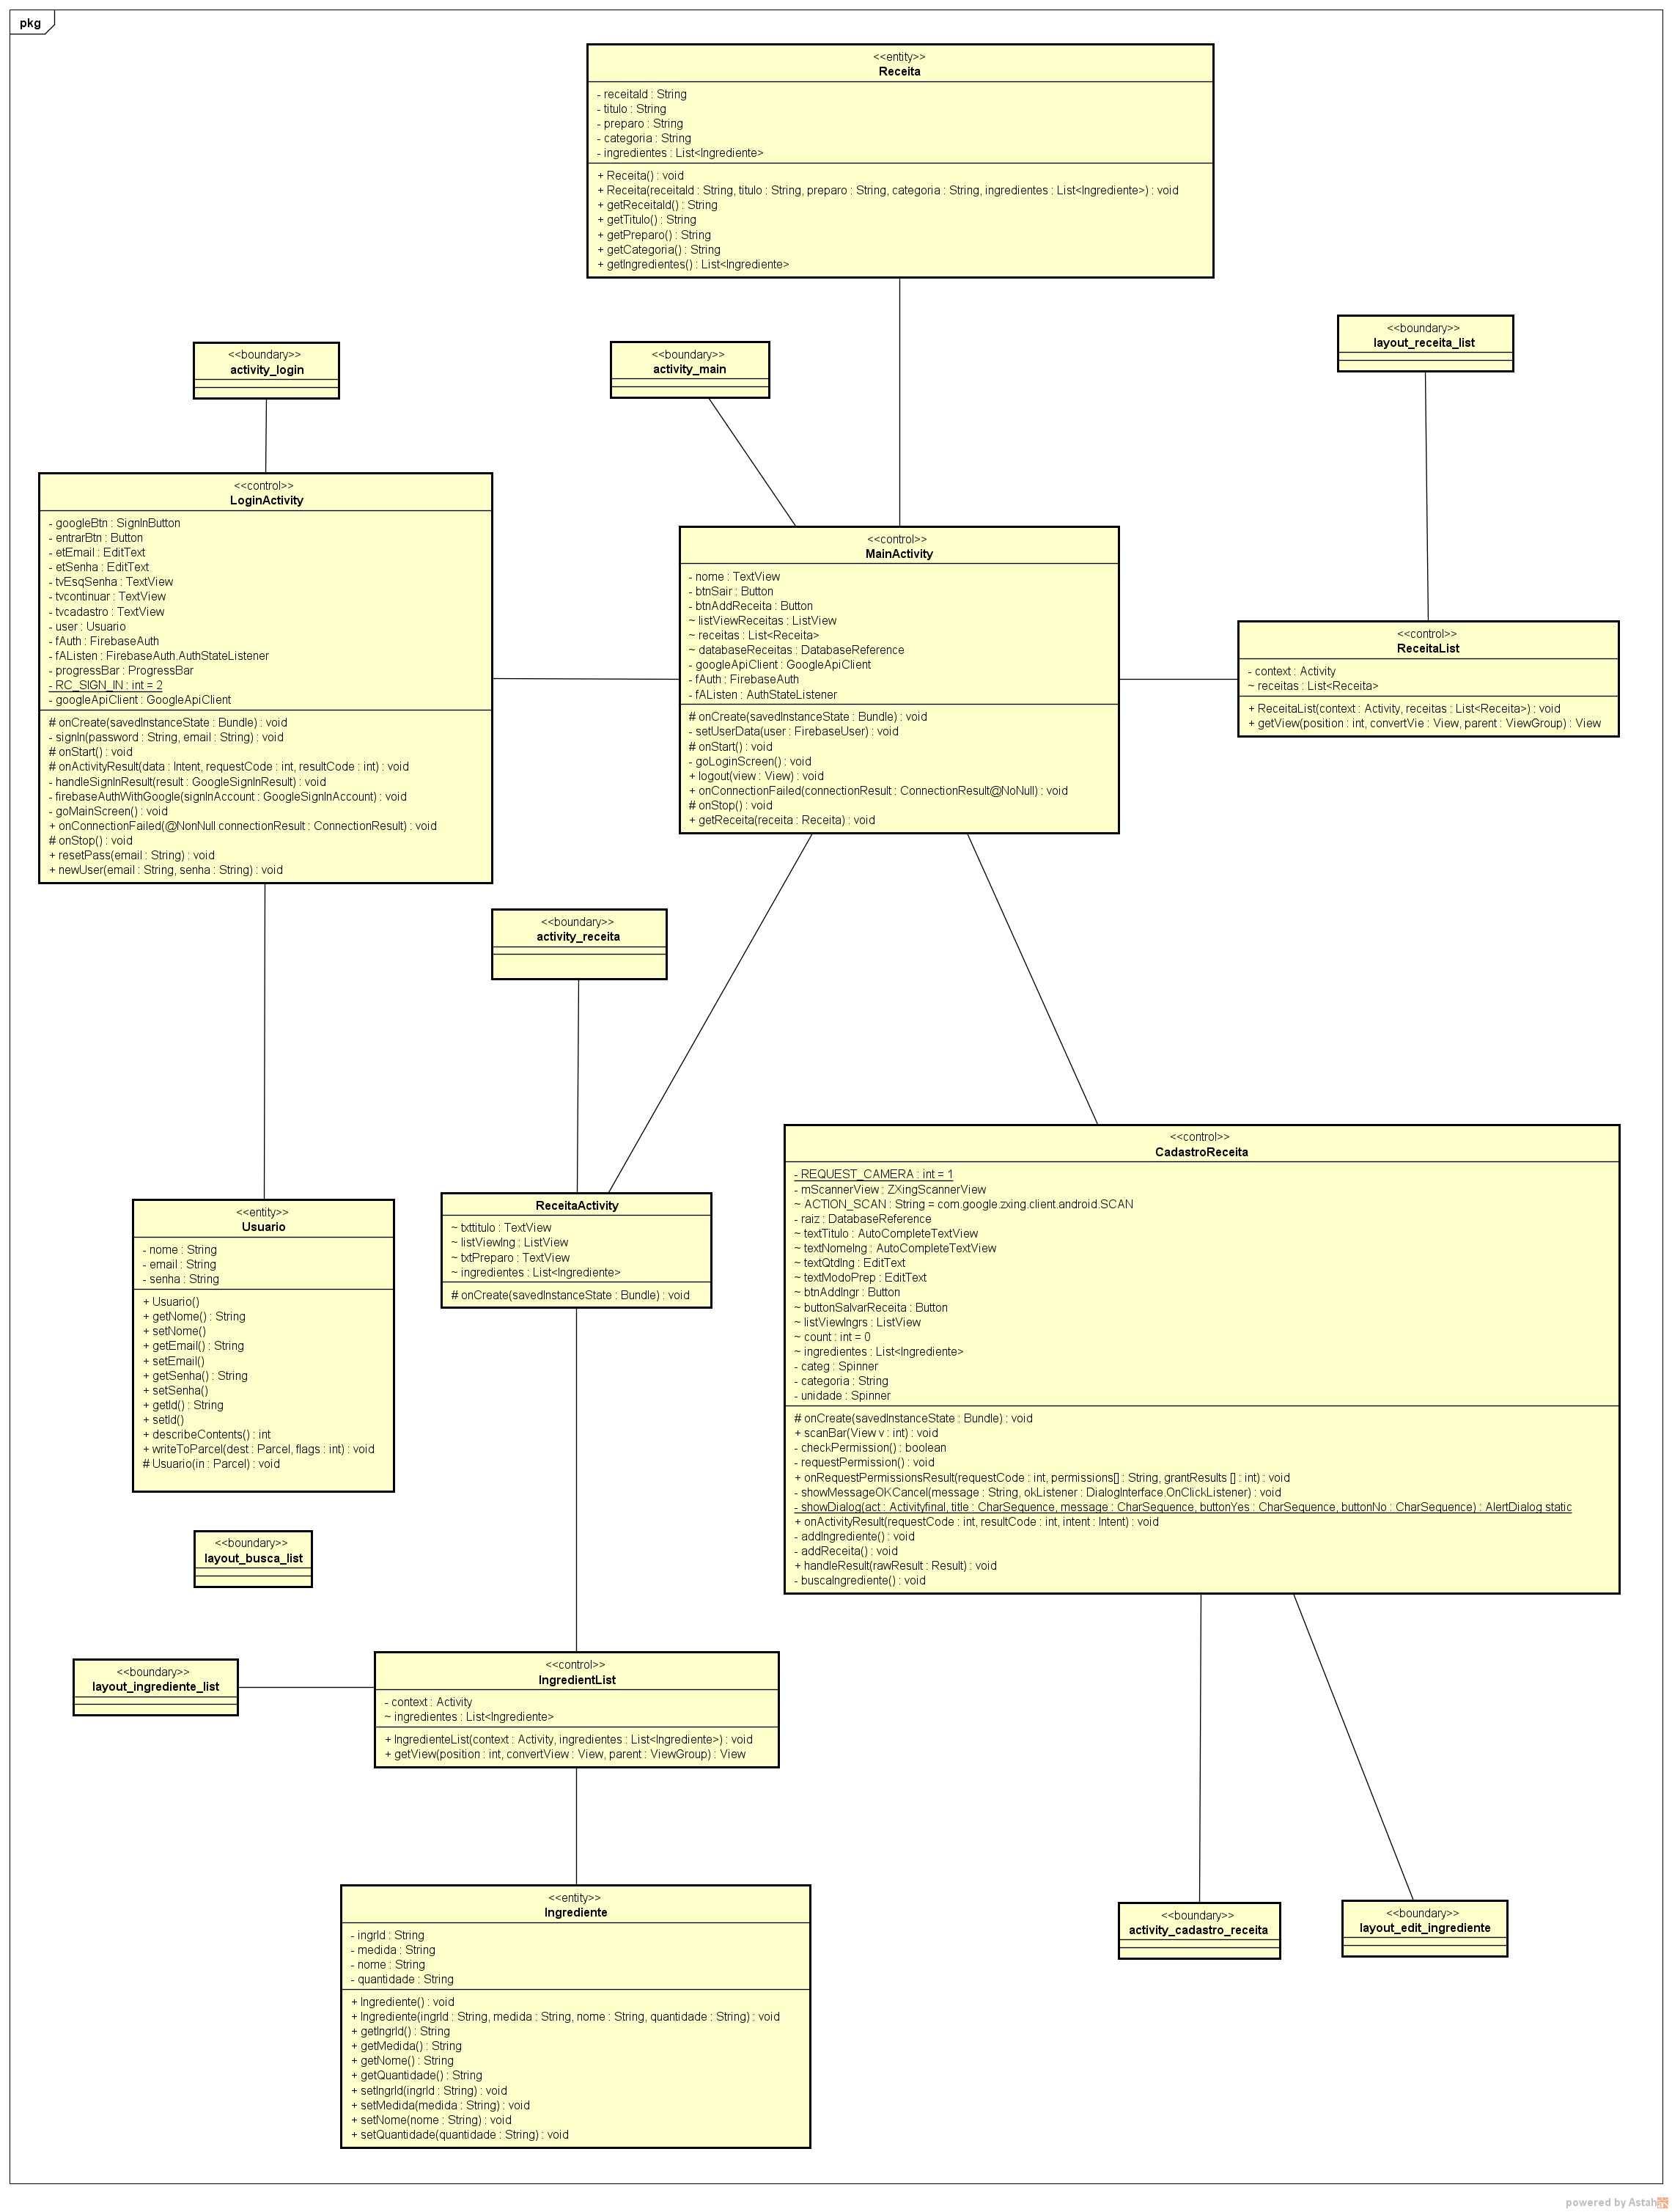 pkg
<<entity>>
Receita
- receitaId : String
- titulo : String
- preparo : String
- categoria : String
- ingredientes : List<Ingrediente>
+ Receita() : void
+ Receita(receitaId : String, titulo : String, preparo : String, categoria : String, ingredientes : List<Ingrediente>) : void
+ getReceitaId() : String
+ getTitulo() : String
+ getPreparo() : String
+ getCategoria() : String
+ getIngredientes() : List<Ingrediente>
<<boundary>>
layout_receita_list
<<boundary>>
activity_login
<<boundary>>
activity_main
<<control>>
LoginActivity
- googleBtn : SignInButton
- entrarBtn : Button
- etEmail : EditText
- etSenha : EditText
- tvEsqSenha : TextView
- tvcontinuar : TextView
- tvcadastro : TextView
- user : Usuario
- fAuth : FirebaseAuth
- fAListen : FirebaseAuth.AuthStateListener
- progressBar : ProgressBar
- RC_SIGN_IN : int = 2
- googleApiClient : GoogleApiClient
# onCreate(savedInstanceState : Bundle) : void
- signIn(password : String, email : String) : void
# onStart() : void
# onActivityResult(data : Intent, requestCode : int, resultCode : int) : void
- handleSignInResult(result : GoogleSignInResult) : void
- firebaseAuthWithGoogle(signInAccount : GoogleSignInAccount) : void
- goMainScreen() : void
+ onConnectionFailed(@NonNull connectionResult : ConnectionResult) : void
# onStop() : void
+ resetPass(email : String) : void
+ newUser(email : String, senha : String) : void
<<control>>
MainActivity
- nome : TextView
- btnSair : Button
- btnAddReceita : Button
~ listViewReceitas : ListView
~ receitas : List<Receita>
~ databaseReceitas : DatabaseReference
- googleApiClient : GoogleApiClient
- fAuth : FirebaseAuth
- fAListen : AuthStateListener
# onCreate(savedInstanceState : Bundle) : void
- setUserData(user : FirebaseUser) : void
# onStart() : void
- goLoginScreen() : void
+ logout(view : View) : void
+ onConnectionFailed(connectionResult : ConnectionResult@NoNull) : void
# onStop() : void
+ getReceita(receita : Receita) : void
<<control>>
ReceitaList
- context : Activity
~ receitas : List<Receita>
+ ReceitaList(context : Activity, receitas : List<Receita>) : void
+ getView(position : int, convertVie : View, parent : ViewGroup) : View
<<boundary>>
activity_receita
<<control>>
CadastroReceita
- REQUEST_CAMERA : int = 1
- mScannerView : ZXingScannerView
~ ACTION_SCAN : String = com.google.zxing.client.android.SCAN
- raiz : DatabaseReference
~ textTitulo : AutoCompleteTextView
~ textNomeIng : AutoCompleteTextView
~ textQtdIng : EditText
~ textModoPrep : EditText
~ btnAddIngr : Button
~ buttonSalvarReceita : Button
~ listViewIngrs : ListView
~ count : int = 0
~ ingredientes : List<Ingrediente>
- categ : Spinner
- categoria : String
- unidade : Spinner
# onCreate(savedInstanceState : Bundle) : void
+ scanBar(View v : int) : void
- checkPermission() : boolean
- requestPermission() : void
+ onRequestPermissionsResult(requestCode : int, permissions[] : String, grantResults [] : int) : void
- showMessageOKCancel(message : String, okListener : DialogInterface.OnClickListener) : void
- showDialog(act : Activityfinal, title : CharSequence, message : CharSequence, buttonYes : CharSequence, buttonNo : CharSequence) : AlertDialog static
+ onActivityResult(requestCode : int, resultCode : int, intent : Intent) : void
- addIngrediente() : void
- addReceita() : void
+ handleResult(rawResult : Result) : void
- buscaIngrediente() : void
ReceitaActivity
~ txttitulo : TextView
~ listViewIng : ListView
~ txtPreparo : TextView
~ ingredientes : List<Ingrediente>
# onCreate(savedInstanceState : Bundle) : void
<<entity>>
Usuario
- nome : String
- email : String
- senha : String
+ Usuario()
+ getNome() : String
+ setNome()
+ getEmail() : String
+ setEmail()
+ getSenha() : String
+ setSenha()
+ getId() : String
+ setId()
+ describeContents() : int
+ writeToParcel(dest : Parcel, flags : int) : void
# Usuario(in : Parcel) : void
<<boundary>>
layout_busca_list
<<boundary>>
layout_ingrediente_list
<<control>>
IngredientList
- context : Activity
~ ingredientes : List<Ingrediente>
+ IngredienteList(context : Activity, ingredientes : List<Ingrediente>) : void
+ getView(position : int, convertView : View, parent : ViewGroup) : View
<<entity>>
Ingrediente
- ingrId : String
- medida : String
- nome : String
- quantidade : String
+ Ingrediente() : void
+ Ingrediente(ingrId : String, medida : String, nome : String, quantidade : String) : void
+ getIngrId() : String
+ getMedida() : String
+ getNome() : String
+ getQuantidade() : String
+ setIngrId(ingrId : String) : void
+ setMedida(medida : String) : void
+ setNome(nome : String) : void
+ setQuantidade(quantidade : String) : void
<<boundary>>
activity_cadastro_receita
<<boundary>>
layout_edit_ingrediente
powered by Astah